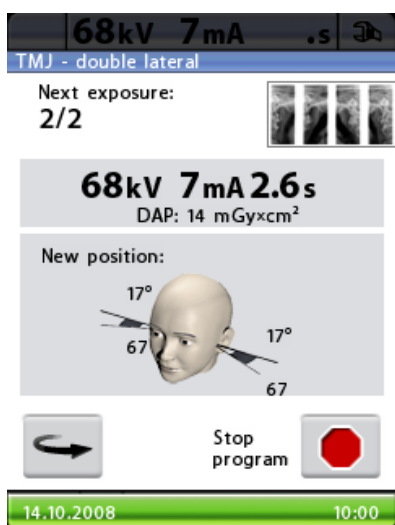 68kV 7mA .s
TMJ - double lateral
Next exposure:
2/2
68kV 7mA 2.6s
DAP: 14 mGy×cm²
New position:
17°
67
17°
67
Stop
program
14.10.2008 10:00